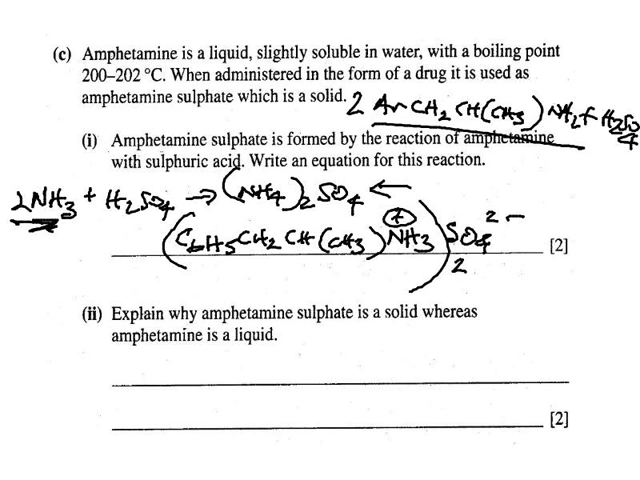 (c) Amphetamine is a liquid, slightly soluble in water, with a boiling point
200–202 °C. When administered in the form of a drug it is used as
amphetamine sulphate which is a solid.
2 ArCH2CH(CH3)NH2 + H2SO4
(i) Amphetamine sulphate is formed by the reaction of amphetamine
with sulphuric acid. Write an equation for this reaction.
2NH3 + H2SO4 → (NH4)2SO4 ←
(C6H5CH2CH(CH3)NH3+)2 SO4 2- [2]
(ii) Explain why amphetamine sulphate is a solid whereas
amphetamine is a liquid.
[2]